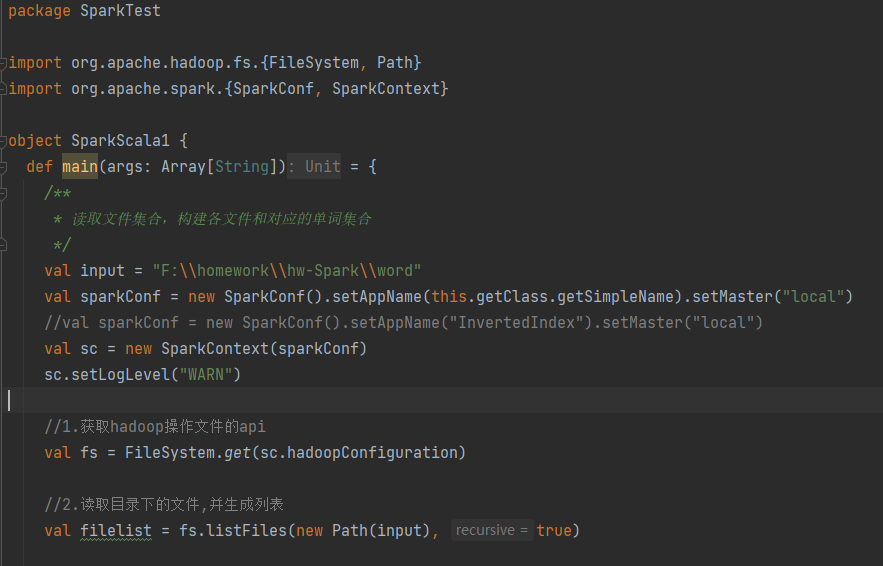 package SparkTest
import org.apache.hadoop.fs.{FileSystem, Path}
import org.apache.spark.{SparkConf, SparkContext}
object SparkScala1 {
def main(args: Array[String]): Unit = {
/**
* 读取文件集合，构建各文件和对应的单词集合
*/
val input = "F:\\homework\\hw-Spark\\word"
val sparkConf = new SparkConf().setAppName(this.getClass.getSimpleName).setMaster("local")
//val sparkConf = new SparkConf().setAppName("InvertedIndex").setMaster("local")
val sc = new SparkContext(sparkConf)
sc.setLogLevel("WARN")
//1.获取hadoop操作文件的api
val fs = FileSystem.get(sc.hadoopConfiguration)
//2.读取目录下的文件,并生成列表
val filelist = fs.listFiles(new Path(input), recursive = true)